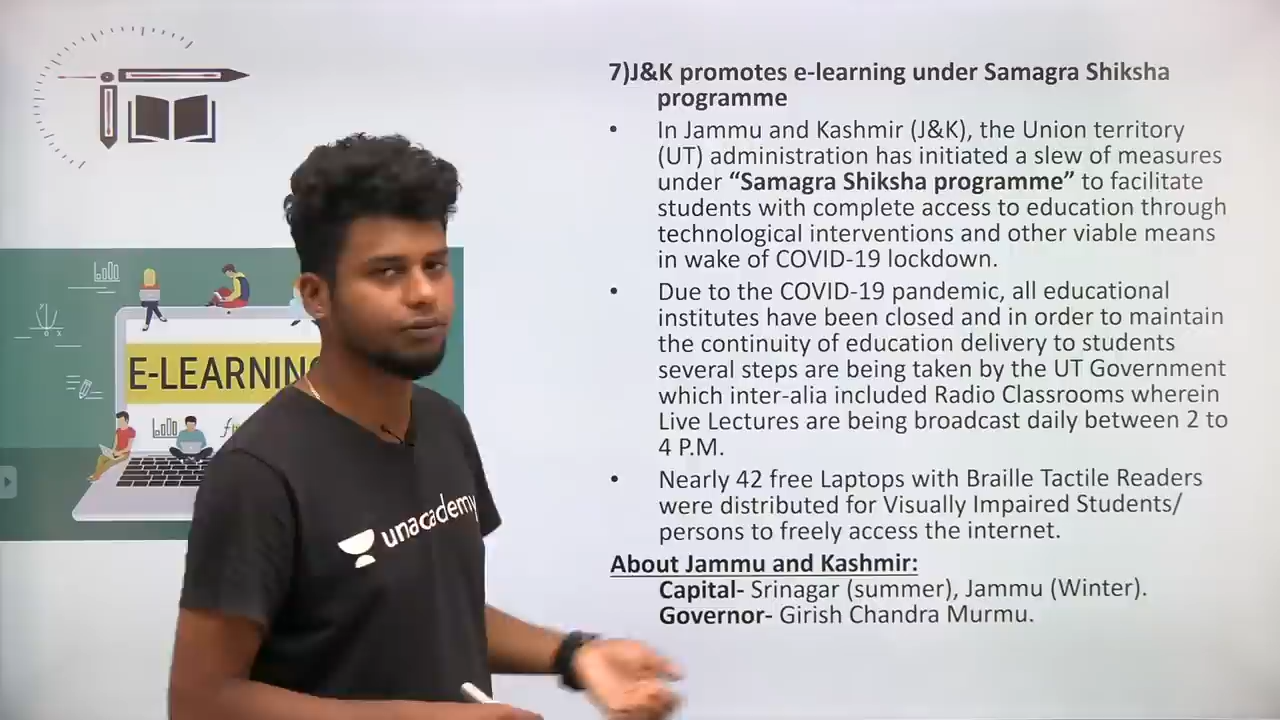 7)J&K promotes e-learning under Samagra Shiksha
programme
• In Jammu and Kashmir (J&K), the Union territory
(UT) administration has initiated a slew of measures
under “Samagra Shiksha programme” to facilitate
students with complete access to education through
technological interventions and other viable means
in wake of COVID-19 lockdown.
• Due to the COVID-19 pandemic, all educational
institutes have been closed and in order to maintain
the continuity of education delivery to students
several steps are being taken by the UT Government
which inter-alia included Radio Classrooms wherein
Live Lectures are being broadcast daily between 2 to
4 P.M.
• Nearly 42 free Laptops with Braille Tactile Readers
were distributed for Visually Impaired Students/
persons to freely access the internet.
About Jammu and Kashmir:
Capital- Srinagar (summer), Jammu (Winter).
Governor- Girish Chandra Murmu.
E-LEARNING
unacademy